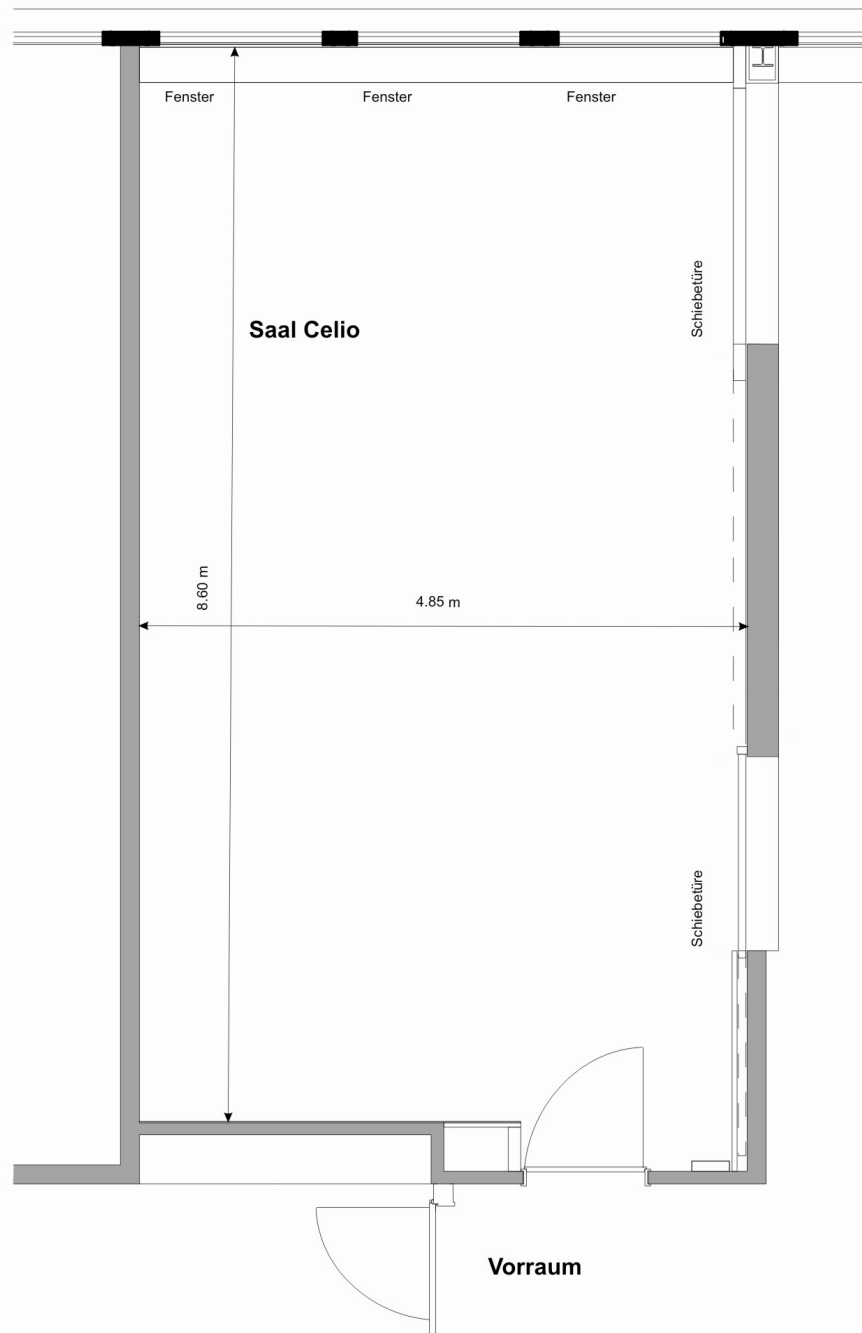 Fenster
Fenster
Fenster
Schiebetüre
Saal Celio
8.60 m
4.85 m
Schiebetüre
Vorraum